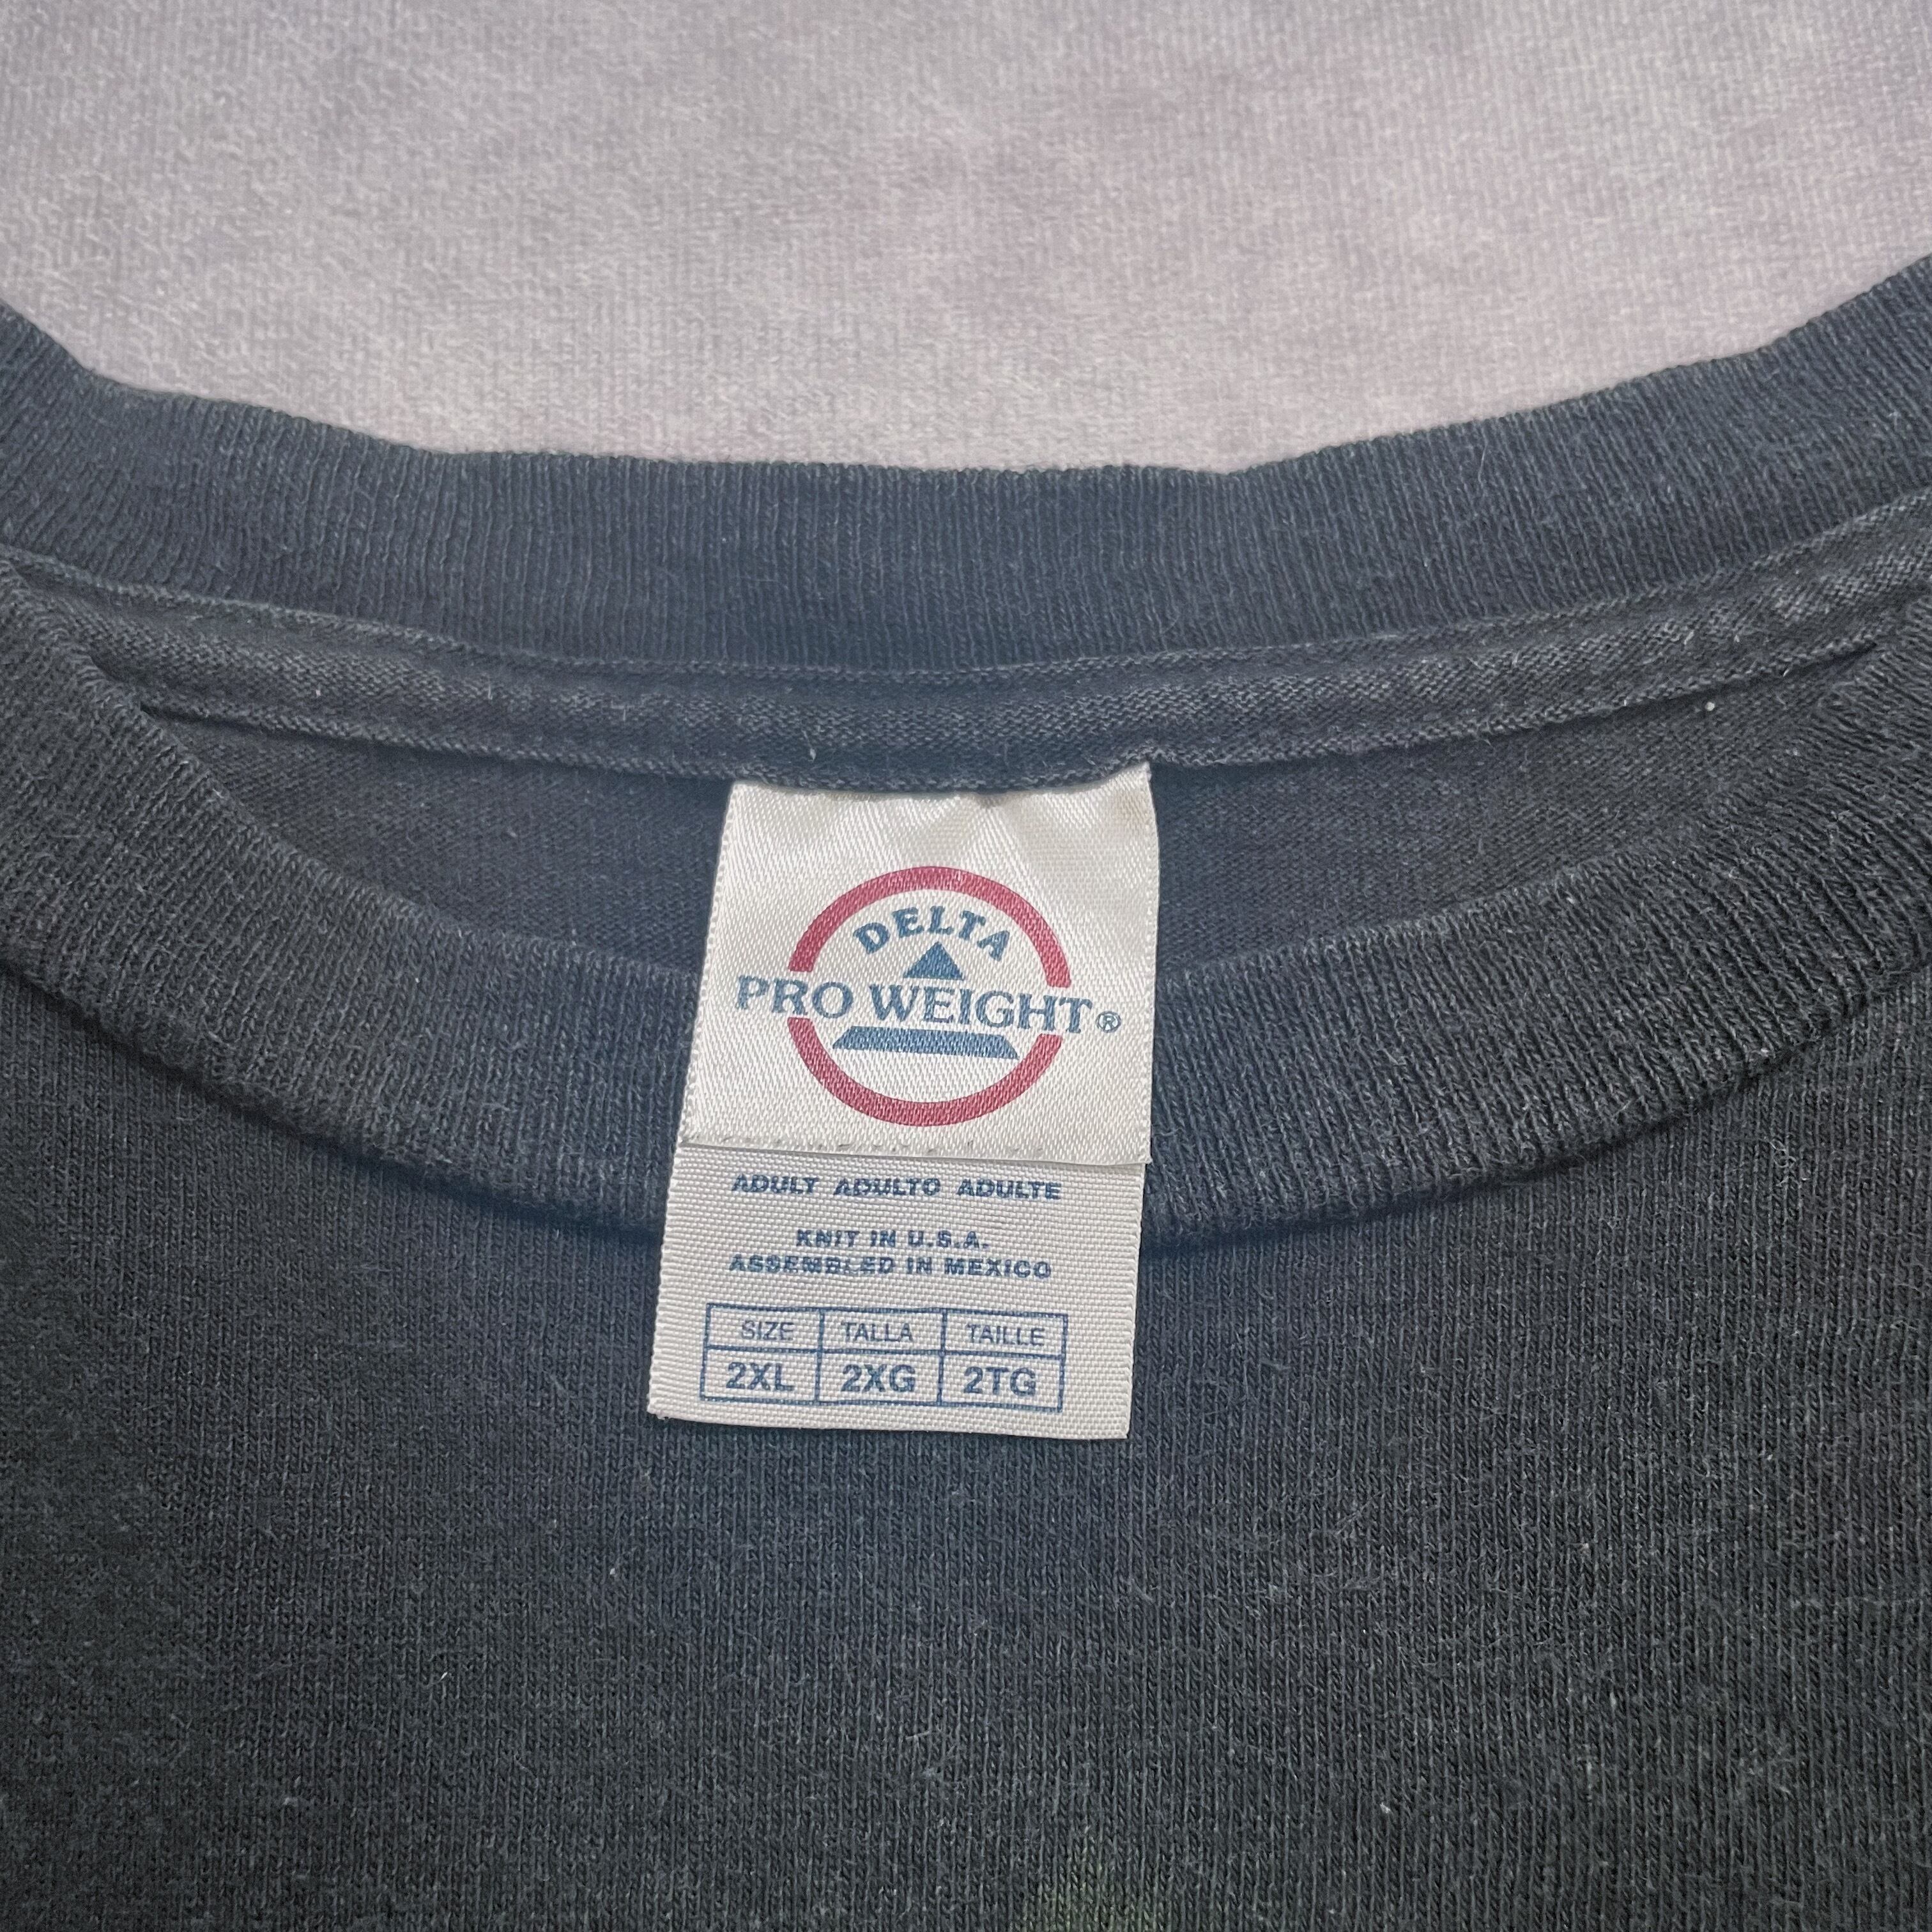 DELTA
PRO WEIGHT®
ADULT ADULTO ADULTE
KNIT IN U.S.A.
ASSEMBLED IN MEXICO
SIZE TALLA TAILLE
2XL 2XG 2TG